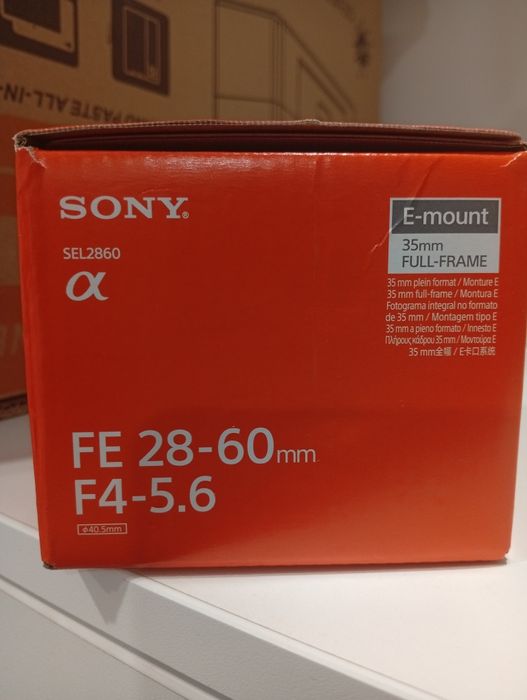 SONY®
SEL2860
α
E-mount
35mm
FULL-FRAME
35 mm plein format / Monture E
35 mm full-frame / Montura E
Fotograma integral no formato
de 35 mm / Montagem tipo E
35 mm a pieno formato / Innesto E
Πλήρους κάδρου 35 mm / Μοντούρα E
35 mm全幅 / E卡口系统
FE 28-60mm
F4-5.6
ϕ40.5mm